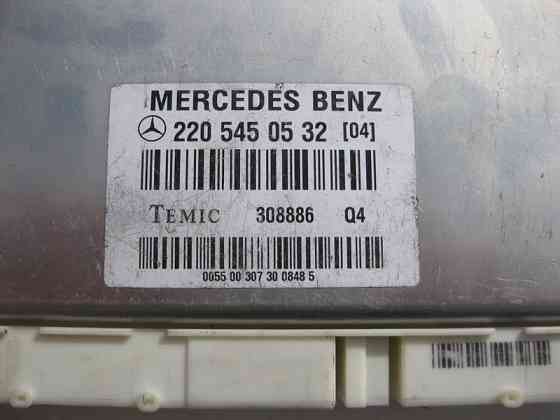 MERCEDES BENZ
220 545 05 32 [04]
TEMIC 308886 Q4
0055 00 307 30 0848 5